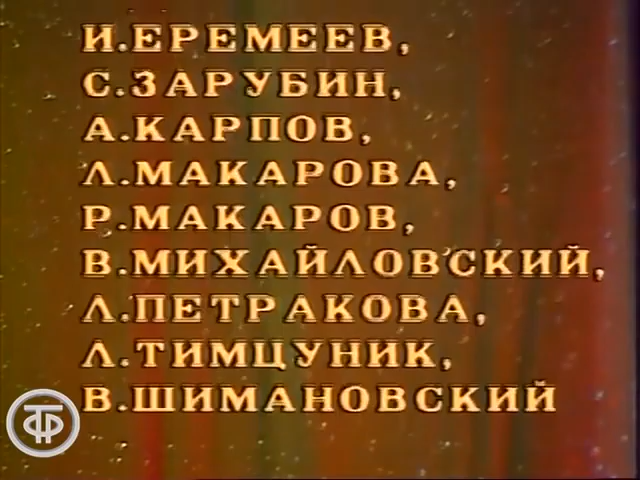 И.ЕРЕМЕЕВ,
С.ЗАРУБИН,
А.КАРПОВ,
Л.МАКАРОВА,
Р.МАКАРОВ,
В.МИХАЙЛОВСКИЙ,
Л.ПЕТРАКОВА,
Л.ТИМЦУНИК,
В.ШИМАНОВСКИЙ